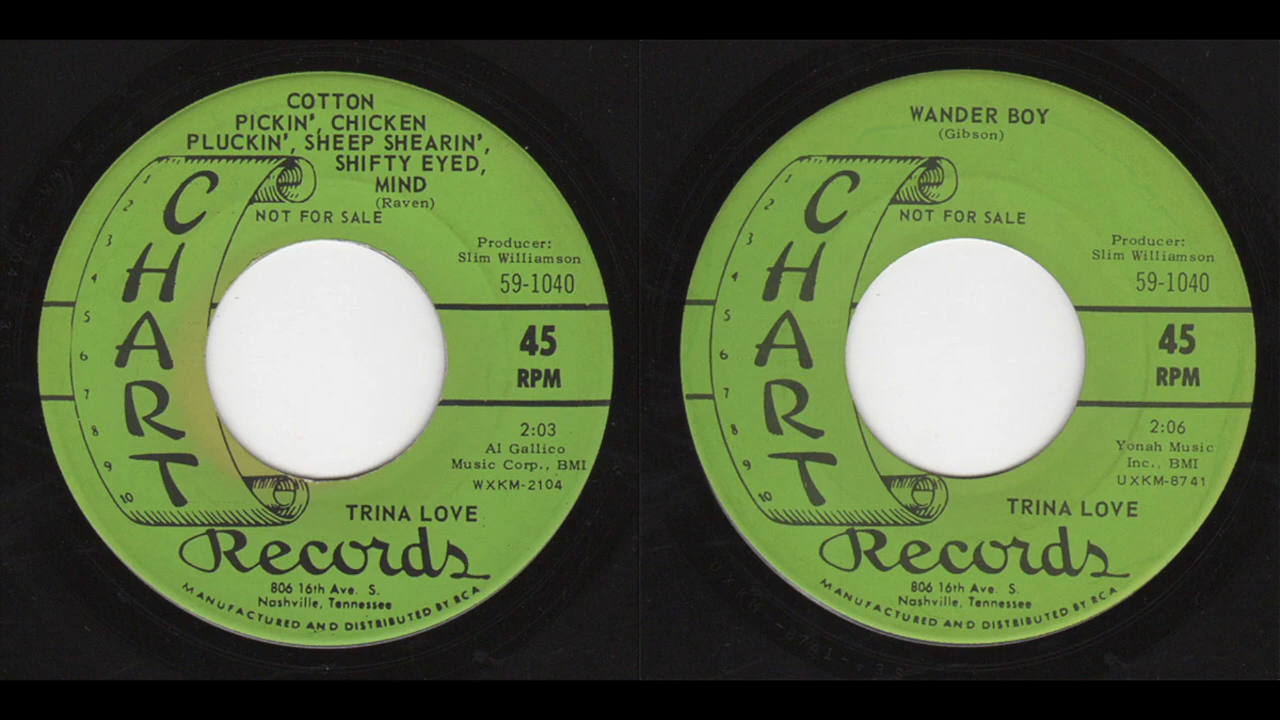 COTTON
PICKIN', CHICKEN
PLUCKIN', SHEEP SHEARIN',
SHIFTY EYED,
MIND
(Raven)
NOT FOR SALE
Producer:
Slim Williamson
59-1040
1
2
3
4
5
6
7
8
9
10
CHART
45
RPM
2:03
Al Gallico
Music Corp., BMI
WXKM-2104
TRINA LOVE
Records
806 16th Ave. S.
Nashville, Tennessee
MANUFACTURED AND DISTRIBUTED BY RCA
WANDER BOY
(Gibson)
NOT FOR SALE
Producer:
Slim Williamson
59-1040
1
2
3
4
5
6
7
8
9
10
CHART
45
RPM
2:06
Yonah Music
Inc., BMI
UXKM-8741
TRINA LOVE
Records
806 16th Ave. S.
Nashville, Tennessee
MANUFACTURED AND DISTRIBUTED BY RCA